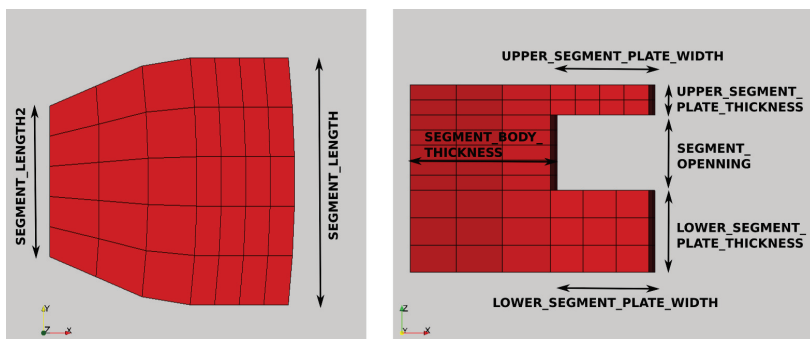 SEGMENT_LENGTH2
SEGMENT_LENGTH
Y
Z
X
UPPER_SEGMENT_PLATE_WIDTH
UPPER_SEGMENT_
PLATE_THICKNESS
SEGMENT_BODY_
THICKNESS
SEGMENT_
OPENNING
LOWER_SEGMENT_
PLATE_THICKNESS
LOWER_SEGMENT_PLATE_WIDTH
Z
Y
X